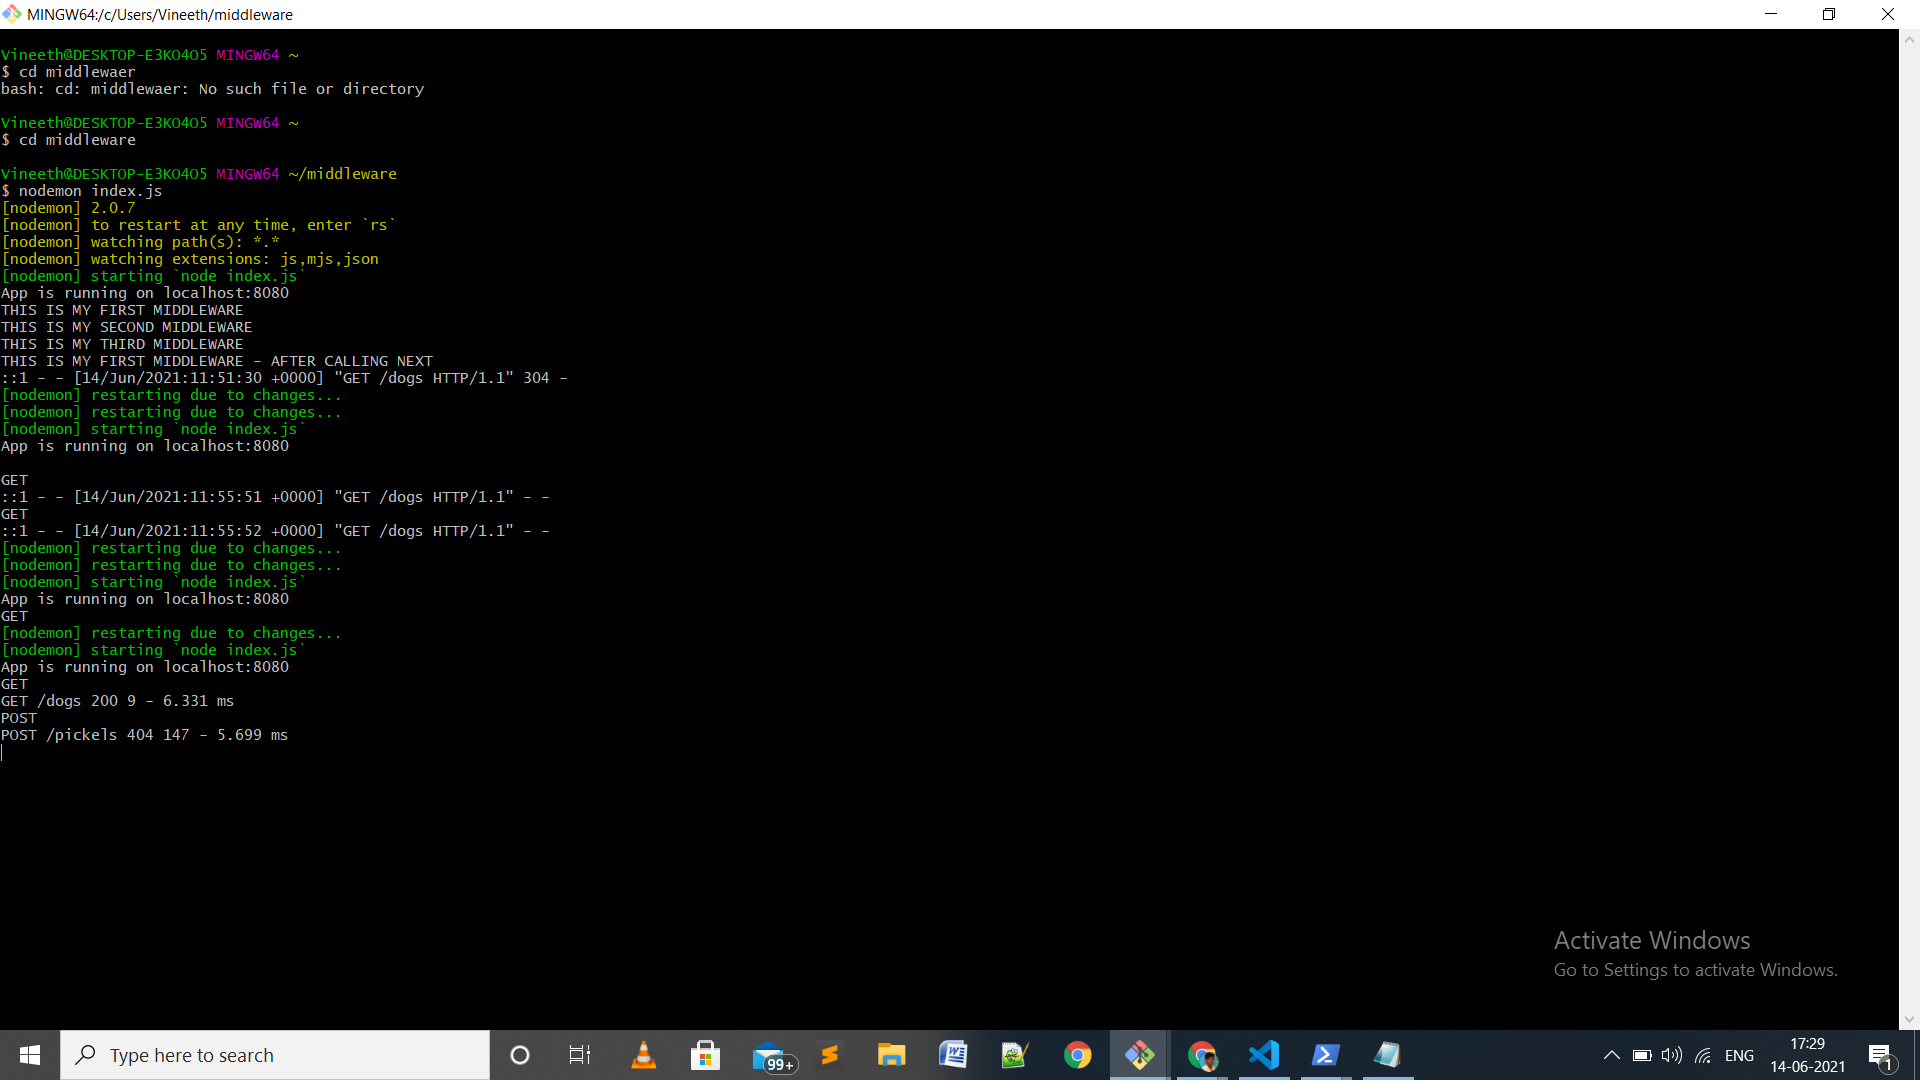 MINGW64:/c/Users/Vineeth/middleware
Vineeth@DESKTOP-E3KO4O5 MINGW64 ~
$ cd middlewaer
bash: cd: middlewaer: No such file or directory
Vineeth@DESKTOP-E3KO4O5 MINGW64 ~
$ cd middleware
Vineeth@DESKTOP-E3KO4O5 MINGW64 ~/middleware
$ nodemon index.js
[nodemon] 2.0.7
[nodemon] to restart at any time, enter `rs`
[nodemon] watching path(s): *.*
[nodemon] watching extensions: js,mjs,json
[nodemon] starting `node index.js`
App is running on localhost:8080
THIS IS MY FIRST MIDDLEWARE
THIS IS MY SECOND MIDDLEWARE
THIS IS MY THIRD MIDDLEWARE
THIS IS MY FIRST MIDDLEWARE - AFTER CALLING NEXT
::1 - - [14/Jun/2021:11:51:30 +0000] "GET /dogs HTTP/1.1" 304 -
[nodemon] restarting due to changes...
[nodemon] restarting due to changes...
[nodemon] starting `node index.js`
App is running on localhost:8080
GET
::1 - - [14/Jun/2021:11:55:51 +0000] "GET /dogs HTTP/1.1" - -
GET
::1 - - [14/Jun/2021:11:55:52 +0000] "GET /dogs HTTP/1.1" - -
[nodemon] restarting due to changes...
[nodemon] restarting due to changes...
[nodemon] starting `node index.js`
App is running on localhost:8080
GET
[nodemon] restarting due to changes...
[nodemon] starting `node index.js`
App is running on localhost:8080
GET
GET /dogs 200 9 - 6.331 ms
POST
POST /pickels 404 147 - 5.699 ms
Activate Windows
Go to Settings to activate Windows.
Type here to search
99+
ENG
17:29
14-06-2021
1